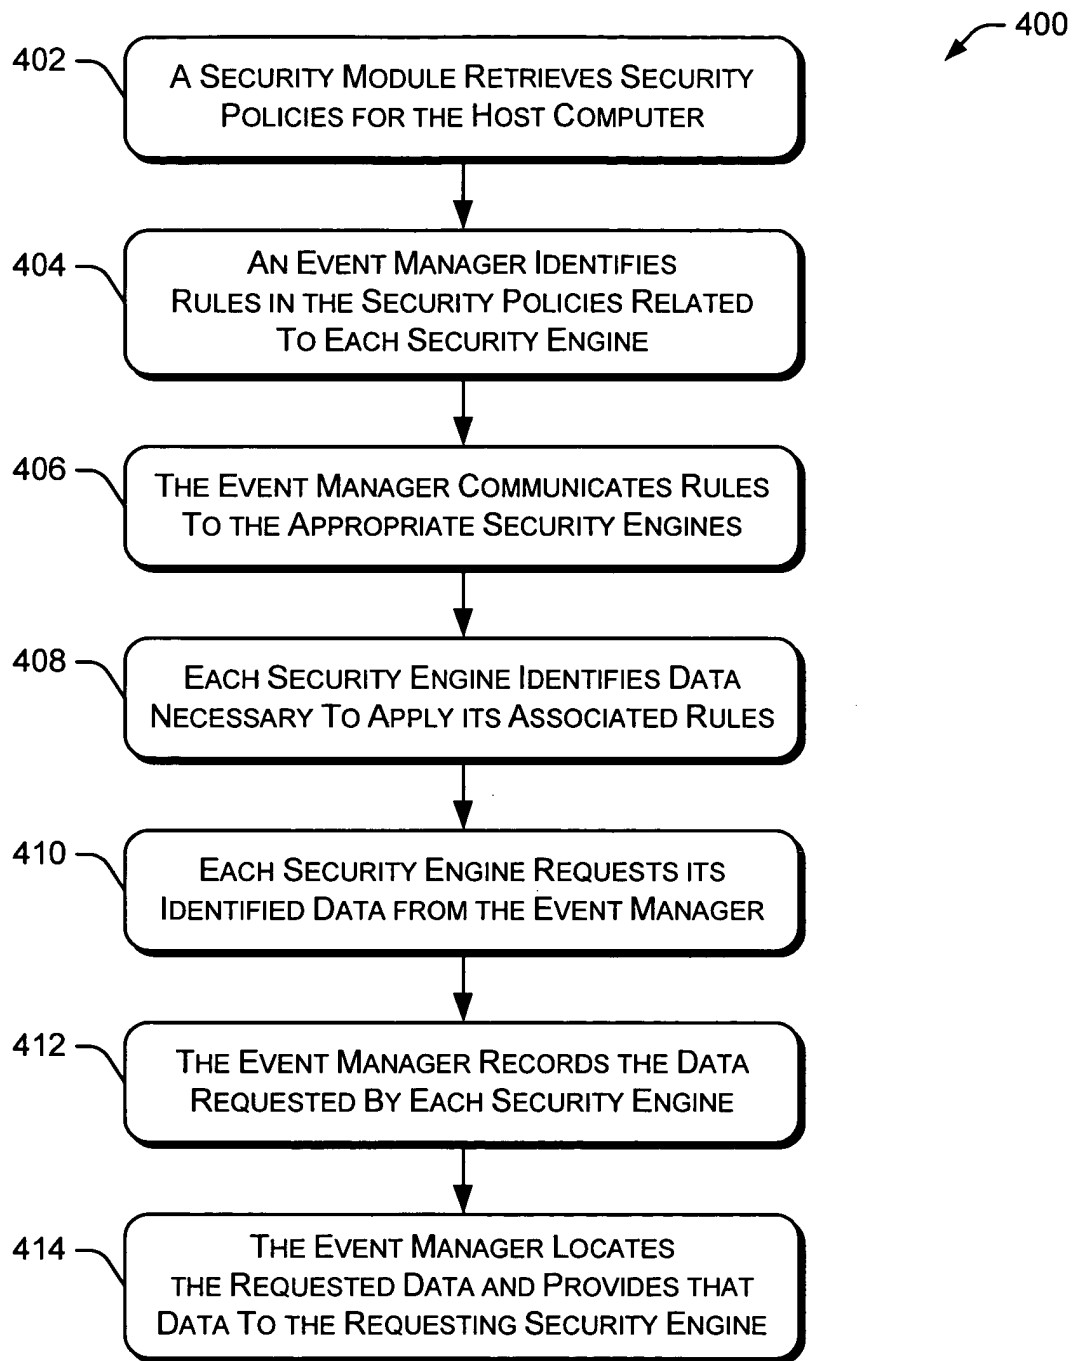 400
402
A SECURITY MODULE RETRIEVES SECURITY
POLICIES FOR THE HOST COMPUTER
404
AN EVENT MANAGER IDENTIFIES
RULES IN THE SECURITY POLICIES RELATED
TO EACH SECURITY ENGINE
406
THE EVENT MANAGER COMMUNICATES RULES
TO THE APPROPRIATE SECURITY ENGINES
408
EACH SECURITY ENGINE IDENTIFIES DATA
NECESSARY TO APPLY ITS ASSOCIATED RULES
410
EACH SECURITY ENGINE REQUESTS ITS
IDENTIFIED DATA FROM THE EVENT MANAGER
412
THE EVENT MANAGER RECORDS THE DATA
REQUESTED BY EACH SECURITY ENGINE
414
THE EVENT MANAGER LOCATES
THE REQUESTED DATA AND PROVIDES THAT
DATA TO THE REQUESTING SECURITY ENGINE